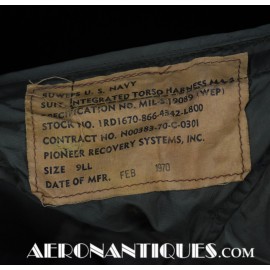 U. S. NAVY
INTEGRATED TORSO HARNESS MA-2
SPECIFICATION NO. MIL-S-19089 (WEP)
STOCK NO. 1RD1670-866-4542-LB00
CONTRACT NO. N00383-70-C-0301
PIONEER RECOVERY SYSTEMS, INC.
SIZE 9LL
DATE OF MFR. FEB 1970
AERONANTIQUES.COM